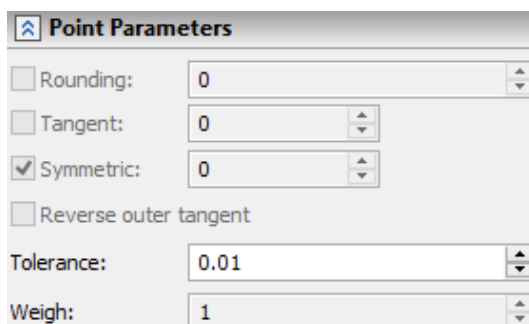 Point Parameters
Rounding: 0
Tangent: 0
Symmetric: 0
Reverse outer tangent
Tolerance: 0.01
Weigh: 1